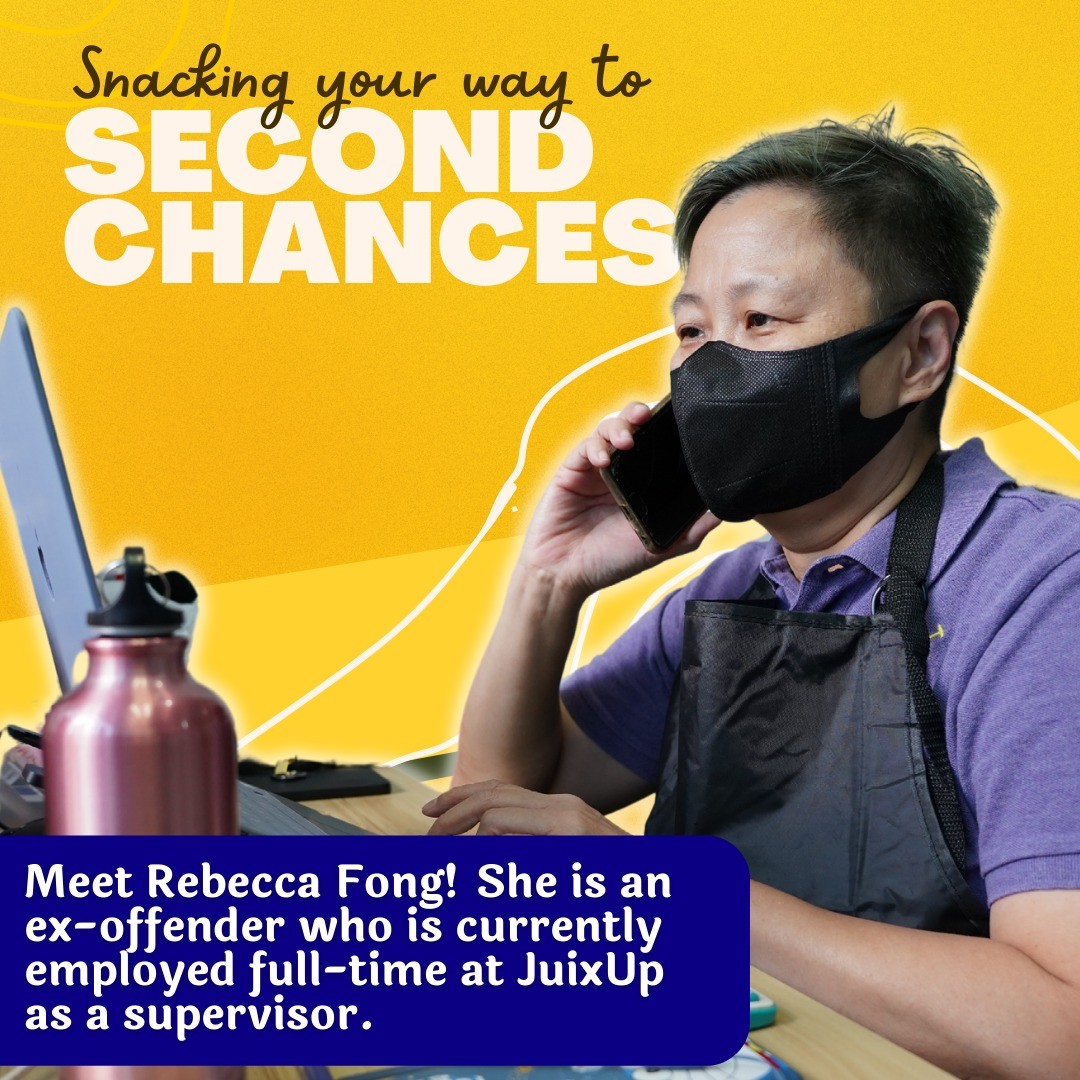 Snacking your way to
SECOND
CHANCES
Meet Rebecca Fong! She is an
ex-offender who is currently
employed full-time at JuixUp
as a supervisor.